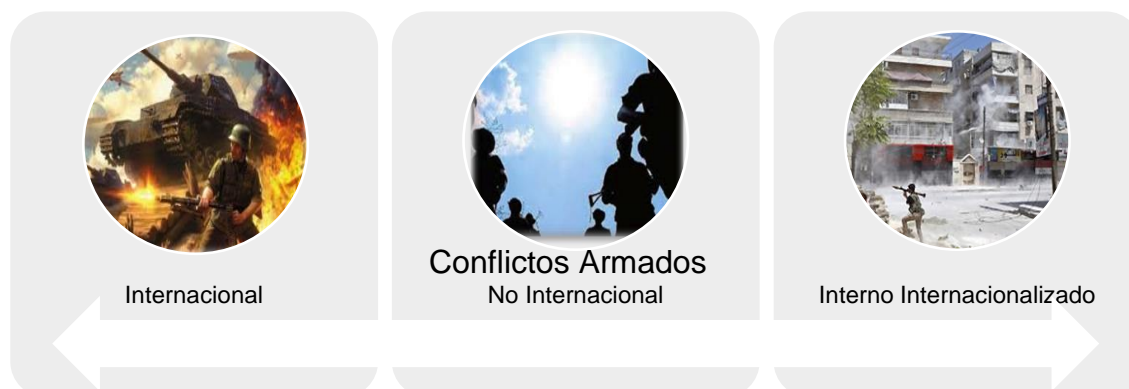 Conflictos Armados
Internacional
No Internacional
Interno Internacionalizado